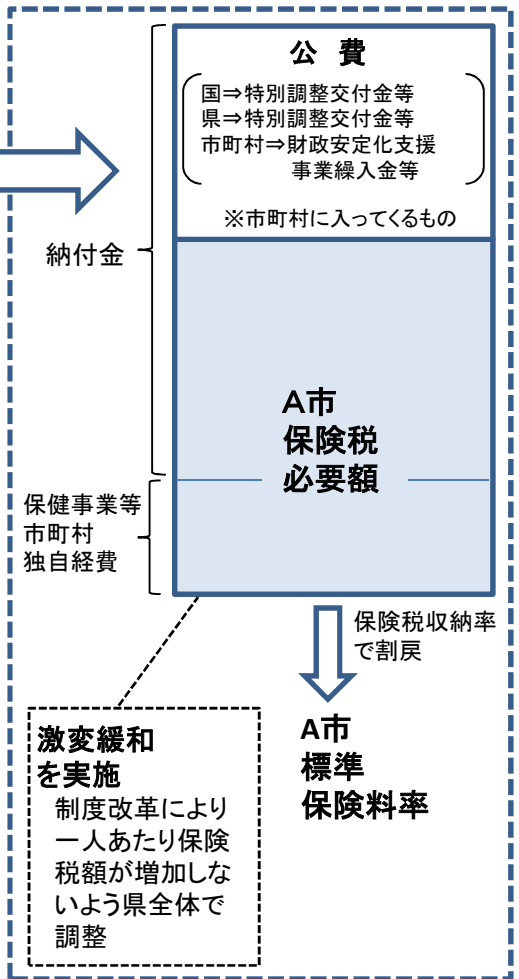 公 費
国⇒特別調整交付金等
県⇒特別調整交付金等
市町村⇒財政安定化支援
事業繰入金等
※市町村に入ってくるもの
納付金
A市
保険税
必要額
保健事業等
市町村
独自経費
保険税収納率
で割戻
激変緩和
を実施
制度改革により
一人あたり保険
税額が増加しな
いよう県全体で
調整
A市
標準
保険料率